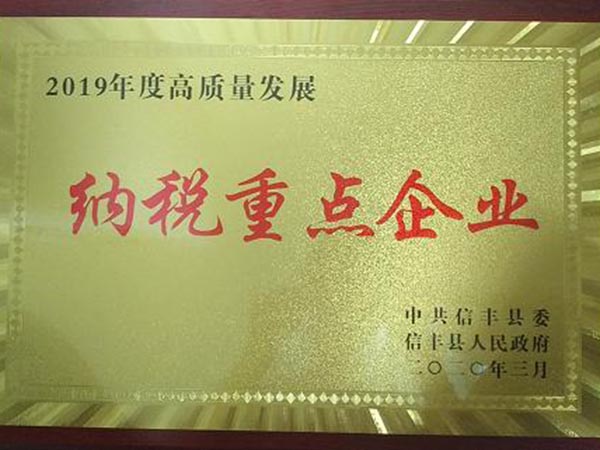 2019年度高质量发展
纳税重点企业
中共信丰县委
信丰县人民政府
二〇二〇年三月